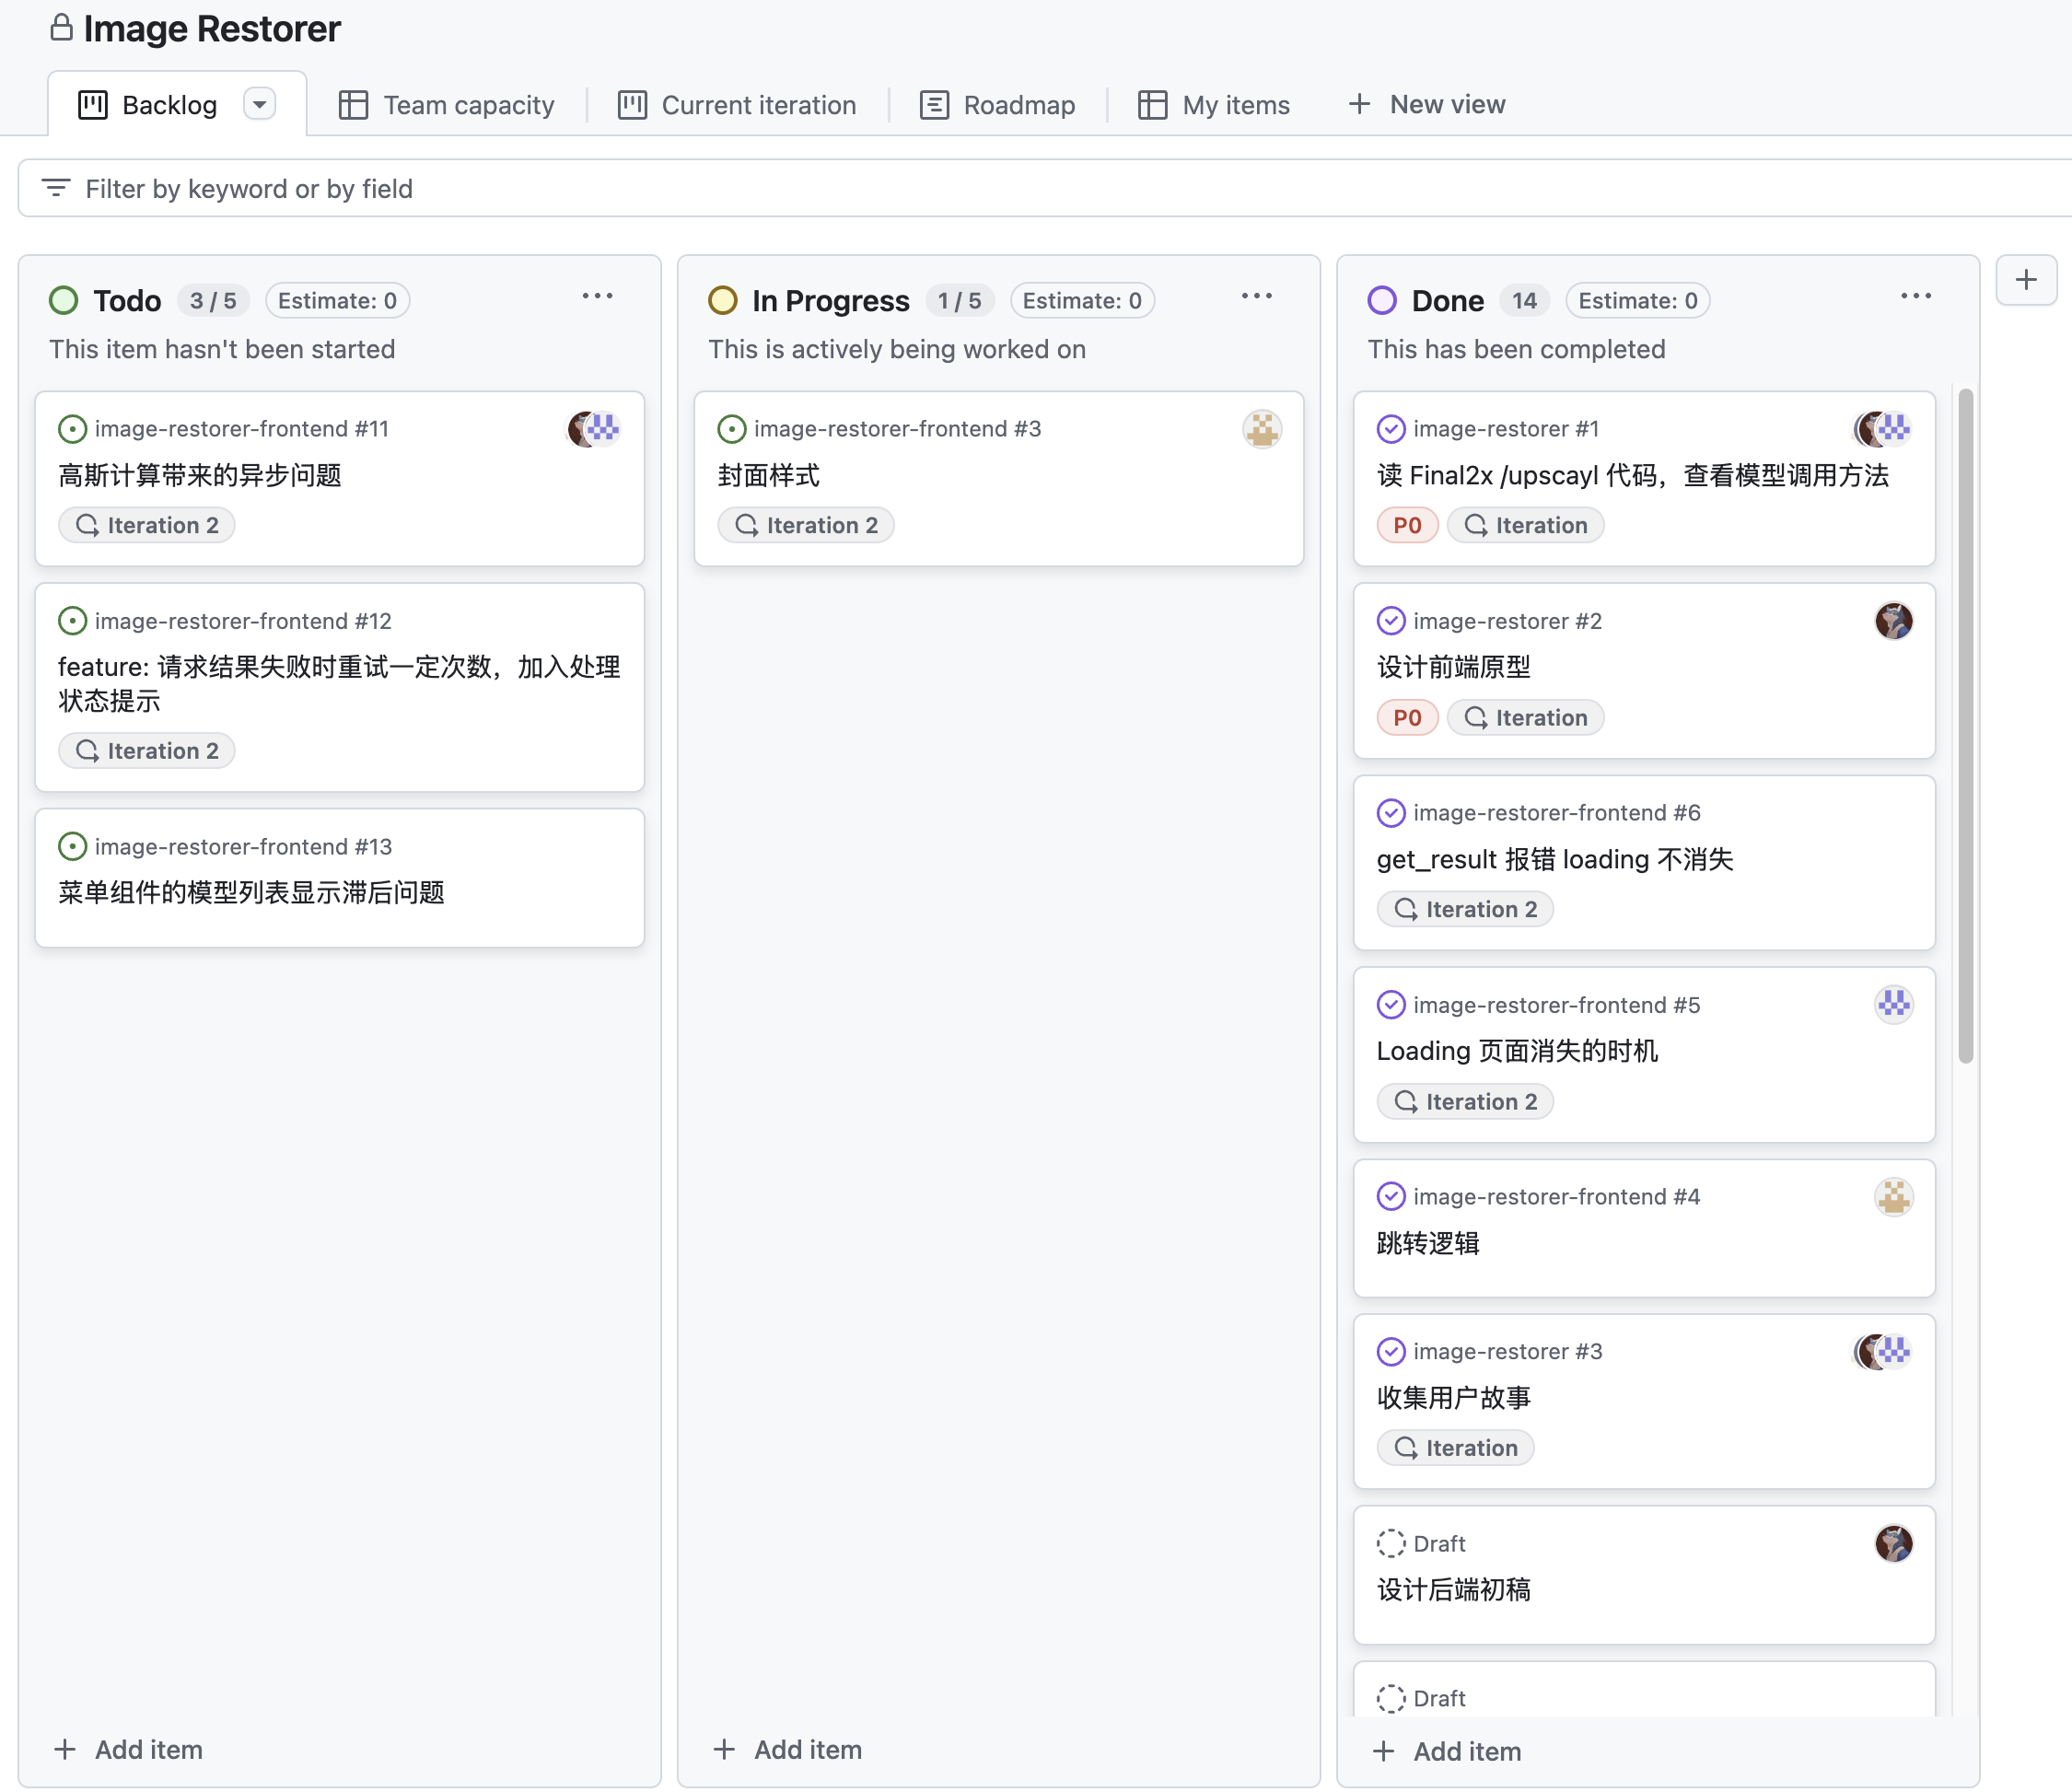 Image Restorer
Backlog
Team capacity
Current iteration
Roadmap
My items
New view
Filter by keyword or by field
Todo 3 / 5 Estimate: 0
This item hasn't been started
image-restorer-frontend #11
高斯计算带来的异步问题
Iteration 2
image-restorer-frontend #12
feature: 请求结果失败时重试一定次数，加入处理
状态提示
Iteration 2
image-restorer-frontend #13
菜单组件的模型列表显示滞后问题
Add item
In Progress 1 / 5 Estimate: 0
This is actively being worked on
image-restorer-frontend #3
封面样式
Iteration 2
Add item
Done 14 Estimate: 0
This has been completed
image-restorer #1
读 Final2x /upscayl 代码，查看模型调用方法
P0 Iteration
image-restorer #2
设计前端原型
P0 Iteration
image-restorer-frontend #6
get_result 报错 loading 不消失
Iteration 2
image-restorer-frontend #5
Loading 页面消失的时机
Iteration 2
image-restorer-frontend #4
跳转逻辑
image-restorer #3
收集用户故事
Iteration
Draft
设计后端初稿
Draft
Add item